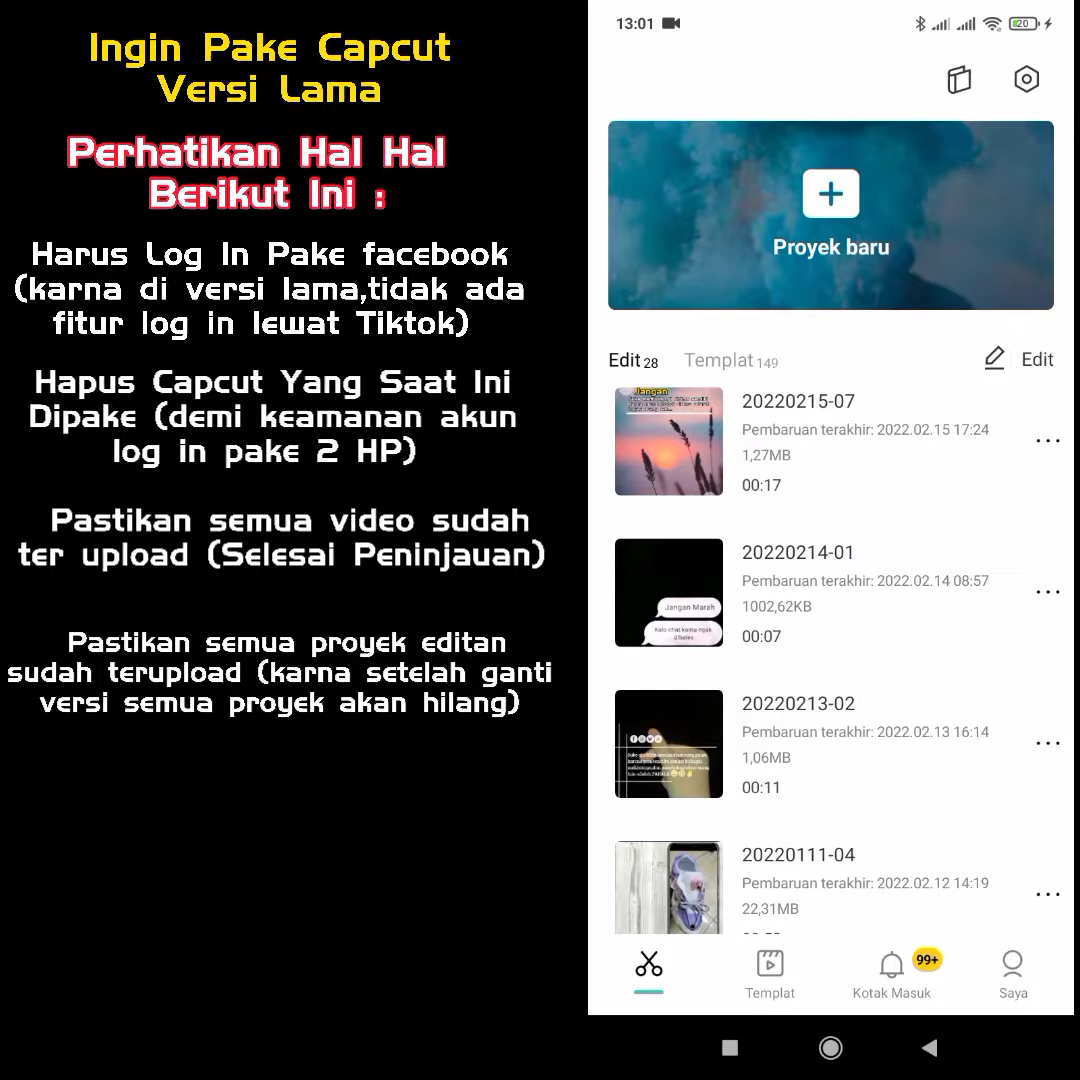 Ingin Pake Capcut
Versi Lama
Perhatikan Hal Hal
Berikut Ini :
Harus Log In Pake facebook
(karna di versi lama,tidak ada
fitur log in lewat Tiktok)
Hapus Capcut Yang Saat Ini
Dipake (demi keamanan akun
log in pake 2 HP)
Pastikan semua video sudah
ter upload (Selesai Peninjauan)
Pastikan semua proyek editan
sudah terupload (karna setelah ganti
versi semua proyek akan hilang)
13:01
20
Proyek baru
Edit 28
Templat 149
Edit
Jangan
20220215-07
Pembaruan terakhir: 2022.02.15 17:24
1,27MB
00:17
20220214-01
Pembaruan terakhir: 2022.02.14 08:57
1002,62KB
00:07
Jangan Marah
Kalo chat kamu ngak
dibales
20220213-02
Pembaruan terakhir: 2022.02.13 16:14
1,06MB
00:11
20220111-04
Pembaruan terakhir: 2022.02.12 14:19
22,31MB
99+
Templat
Kotak Masuk
Saya